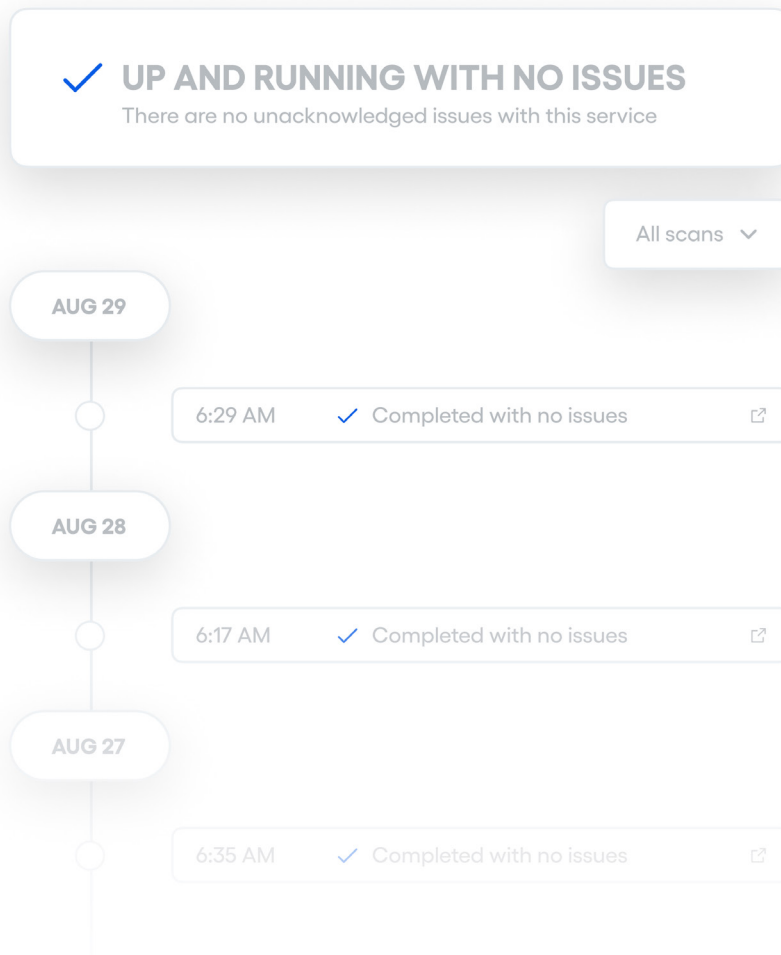 UP AND RUNNING WITH NO ISSUES
There are no unacknowledged issues with this service
All scans
AUG 29
6:29 AM Completed with no issues
AUG 28
6:17 AM Completed with no issues
AUG 27
6:35 AM Completed with no issues